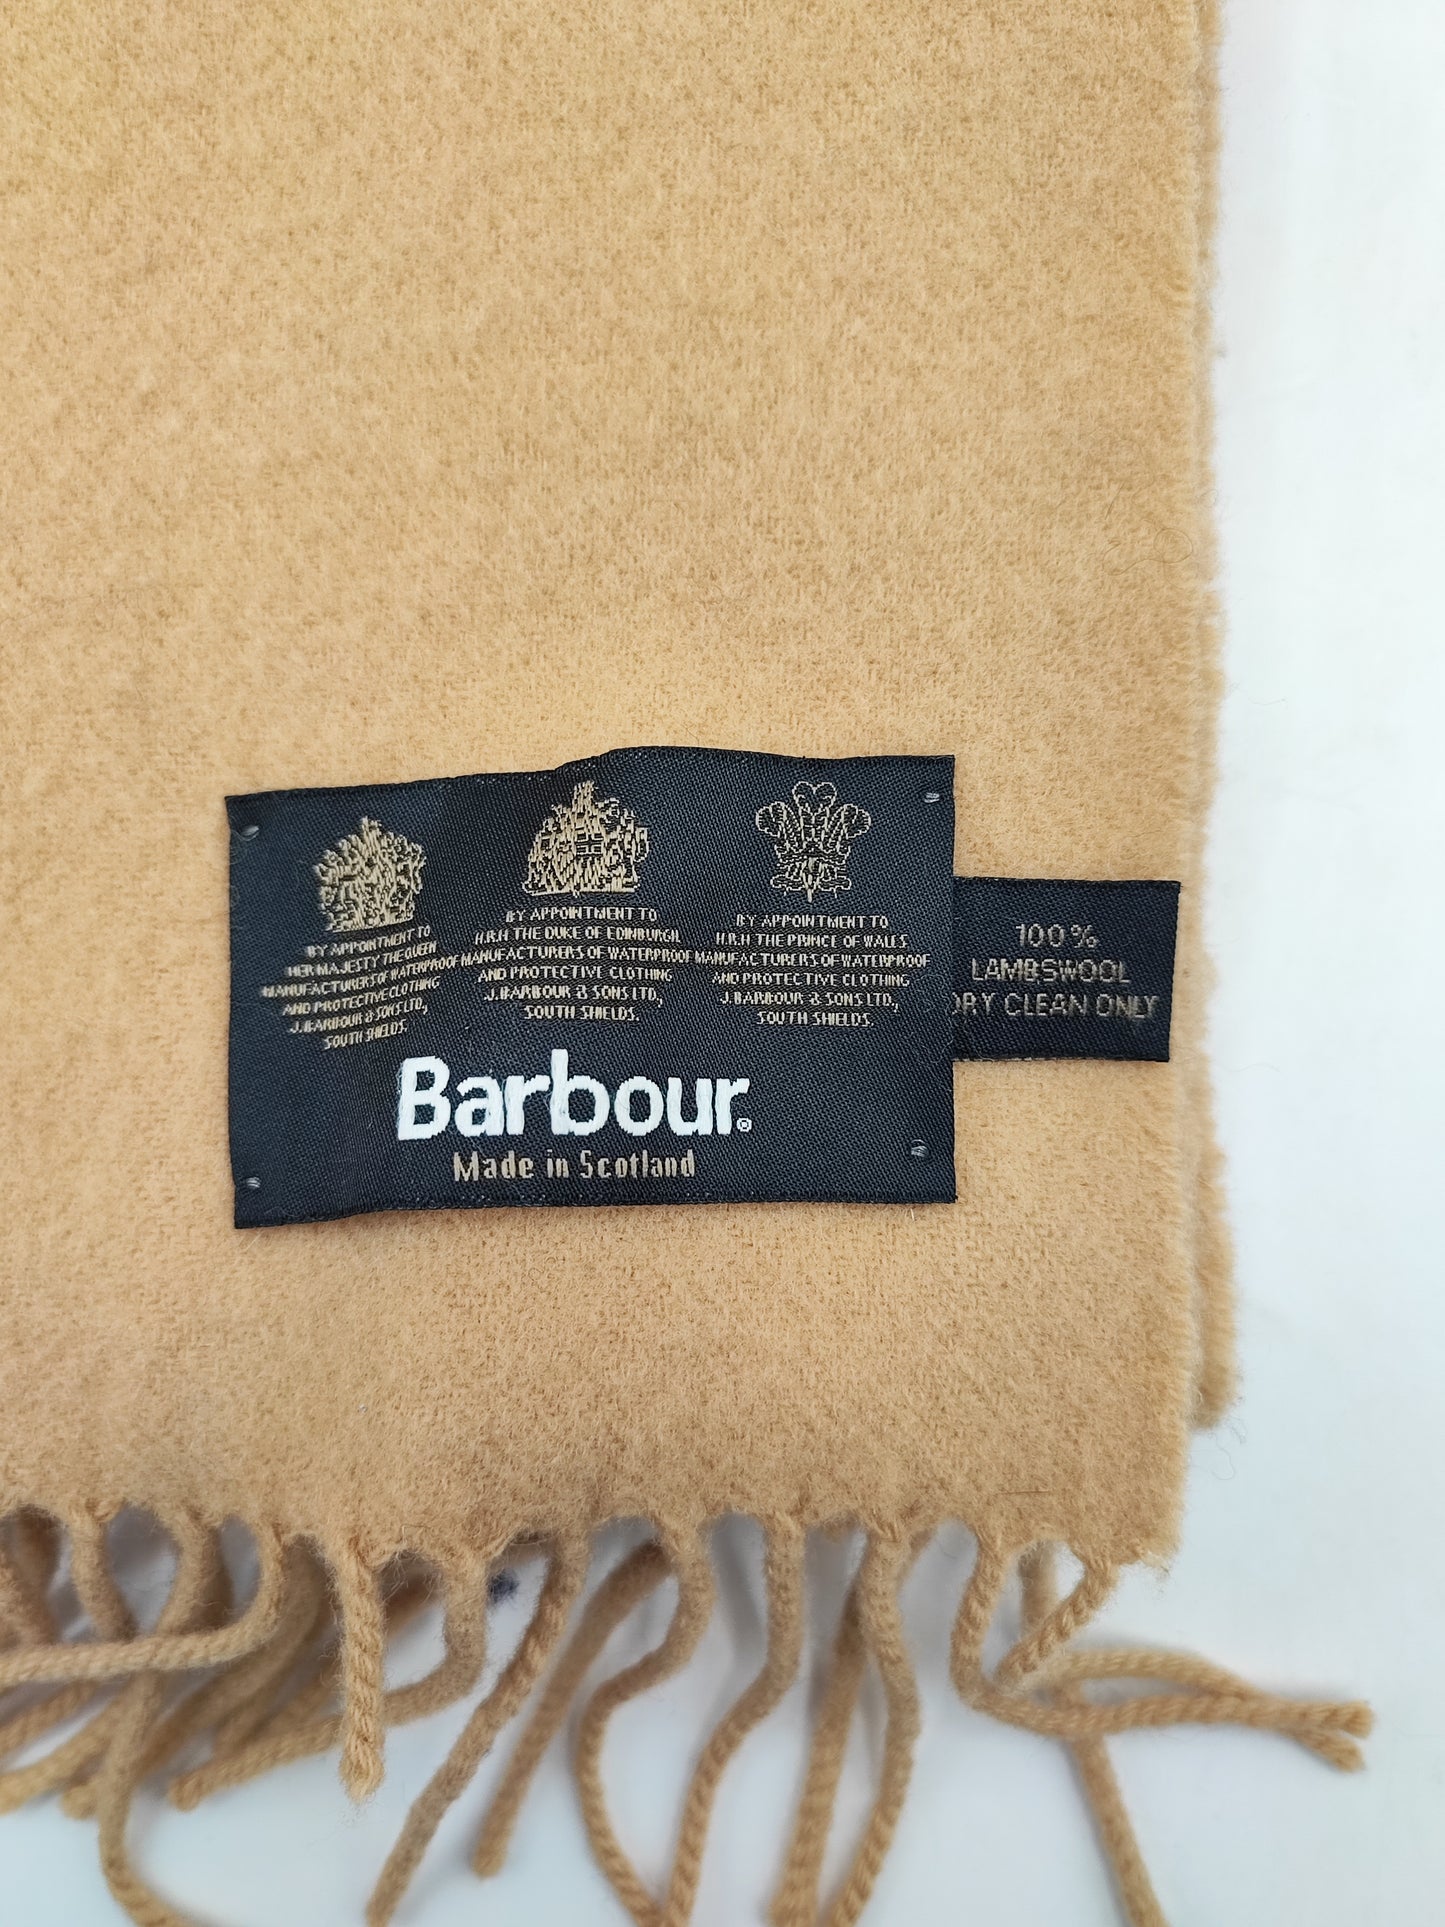 BY APPOINTMENT TO
HER MAJESTY THE QUEEN
MANUFACTURERS OF WATERPROOF
AND PROTECTIVE CLOTHING
J. BARBOUR & SONS LTD,
SOUTH SHIELDS.
BY APPOINTMENT TO
H.R.H THE DUKE OF EDINBURGH
MANUFACTURERS OF WATERPROOF
AND PROTECTIVE CLOTHING
J. BARBOUR & SONS LTD,
SOUTH SHIELDS.
BY APPOINTMENT TO
H.R.H THE PRINCE OF WALES
MANUFACTURERS OF WATERPROOF
AND PROTECTIVE CLOTHING
J. BARBOUR & SONS LTD,
SOUTH SHIELDS.
Barbour®
Made in Scotland
100%
LAMBSWOOL
DRY CLEAN ONLY